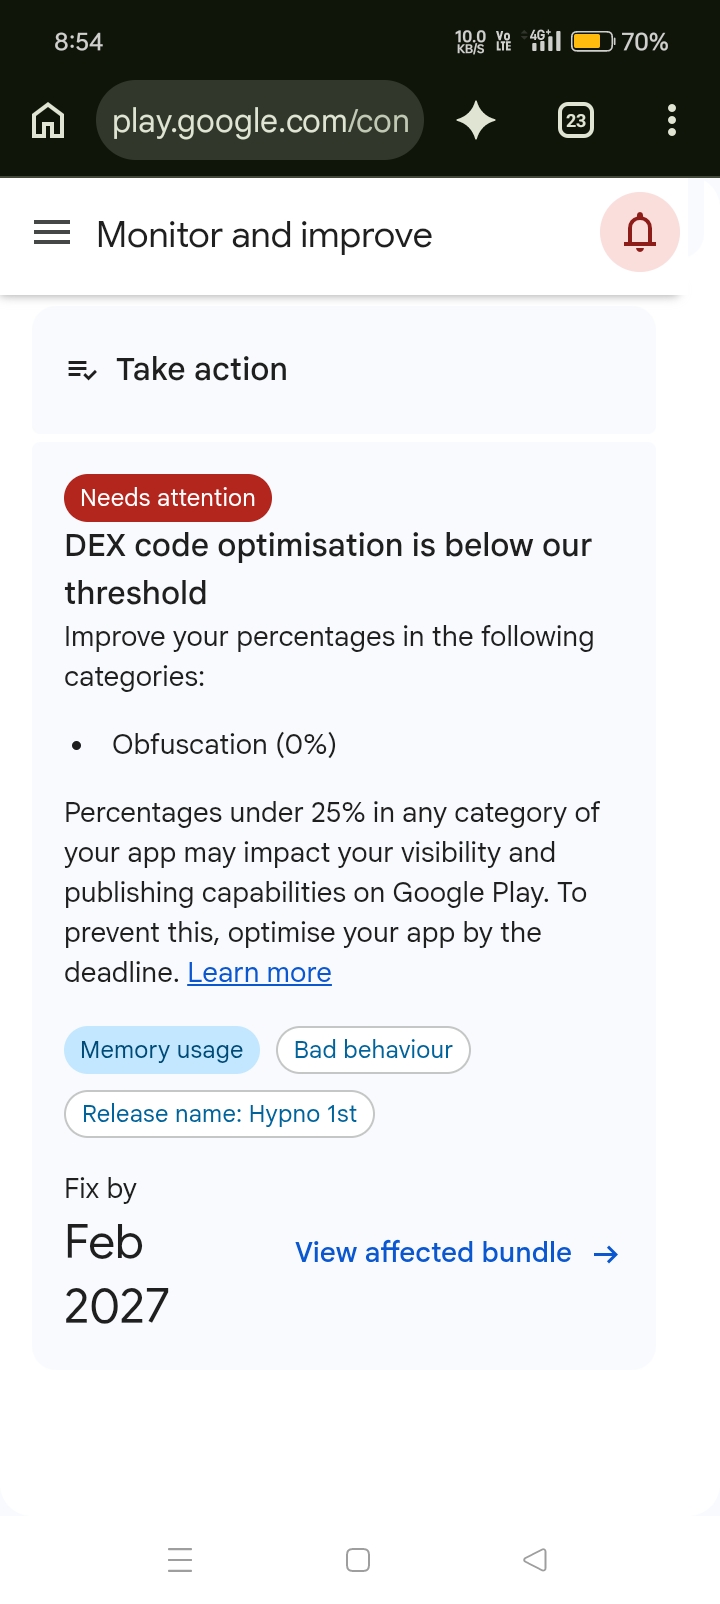 8:54
10.0 KB/S Vo LTE 4G+ 70%
play.google.com/con
23
Monitor and improve
Take action
Needs attention
DEX code optimisation is below our
threshold
Improve your percentages in the following
categories:
• Obfuscation (0%)
Percentages under 25% in any category of
your app may impact your visibility and
publishing capabilities on Google Play. To
prevent this, optimise your app by the
deadline. Learn more
Memory usage Bad behaviour
Release name: Hypno 1st
Fix by
Feb
2027
View affected bundle →